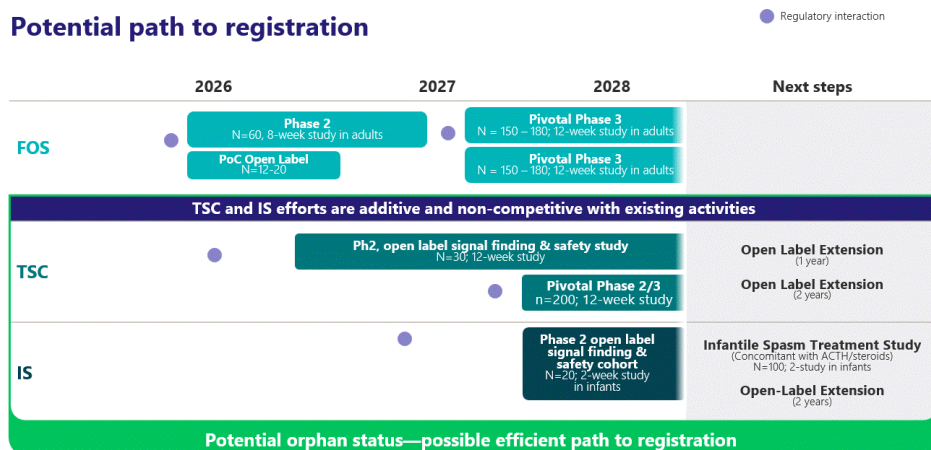 Potential path to registration
Regulatory interaction
2026
2027
2028
Next steps
FOS
Phase 2
N=60, 8-week study in adults
PoC Open Label
N=12-20
Pivotal Phase 3
N = 150 – 180; 12-week study in adults
Pivotal Phase 3
N = 150 – 180; 12-week study in adults
TSC and IS efforts are additive and non-competitive with existing activities
TSC
Ph2, open label signal finding & safety study
N=30; 12-week study
Pivotal Phase 2/3
n=200; 12-week study
Open Label Extension
(1 year)
Open Label Extension
(2 years)
IS
Phase 2 open label
signal finding &
safety cohort
N=20; 2-week study
in infants
Infantile Spasm Treatment Study
(Concomitant with ACTH/steroids)
N=100; 2-study in infants
Open-Label Extension
(2 years)
Potential orphan status—possible efficient path to registration